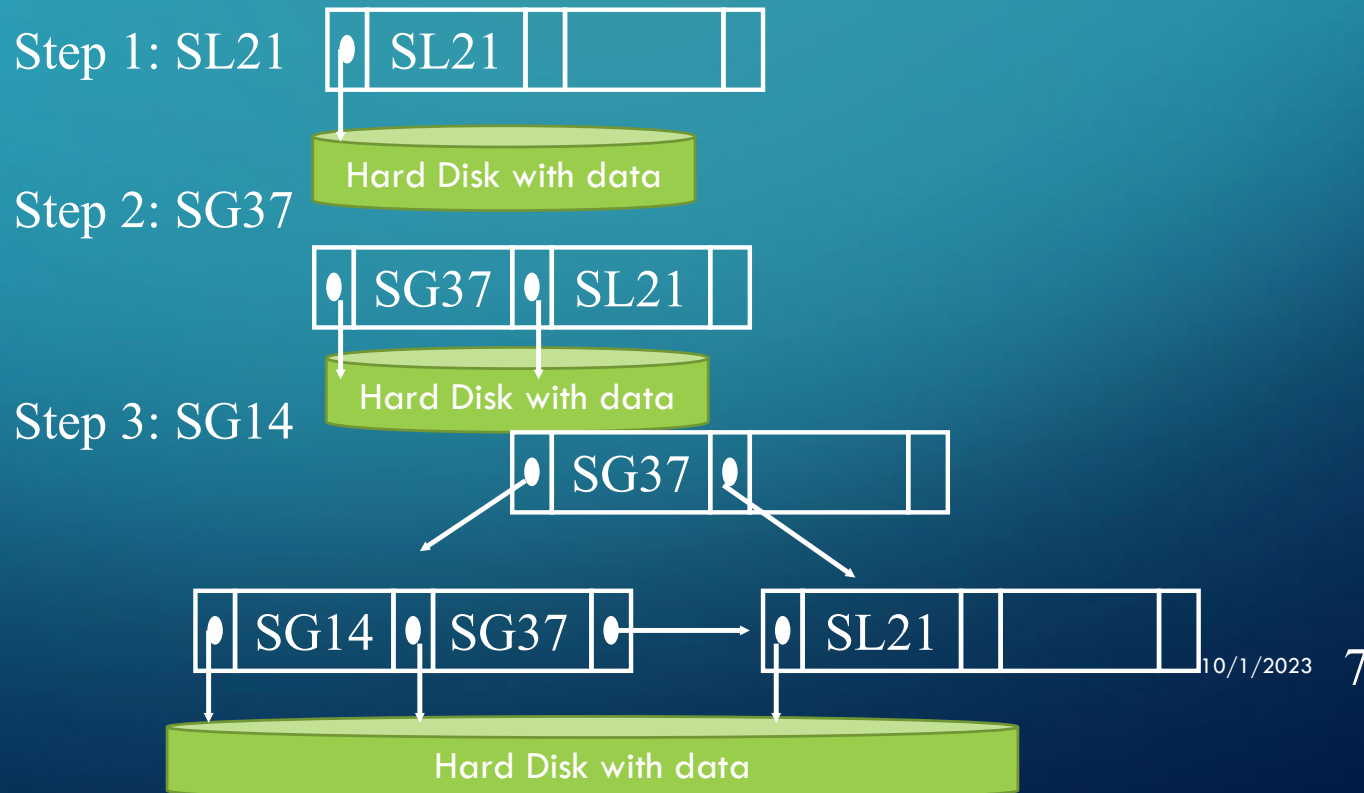 Step 1: SL21
SL21
Hard Disk with data
Step 2: SG37
SG37 SL21
Hard Disk with data
Step 3: SG14
SG37
SG14 SG37 SL21
10/1/2023 7
Hard Disk with data